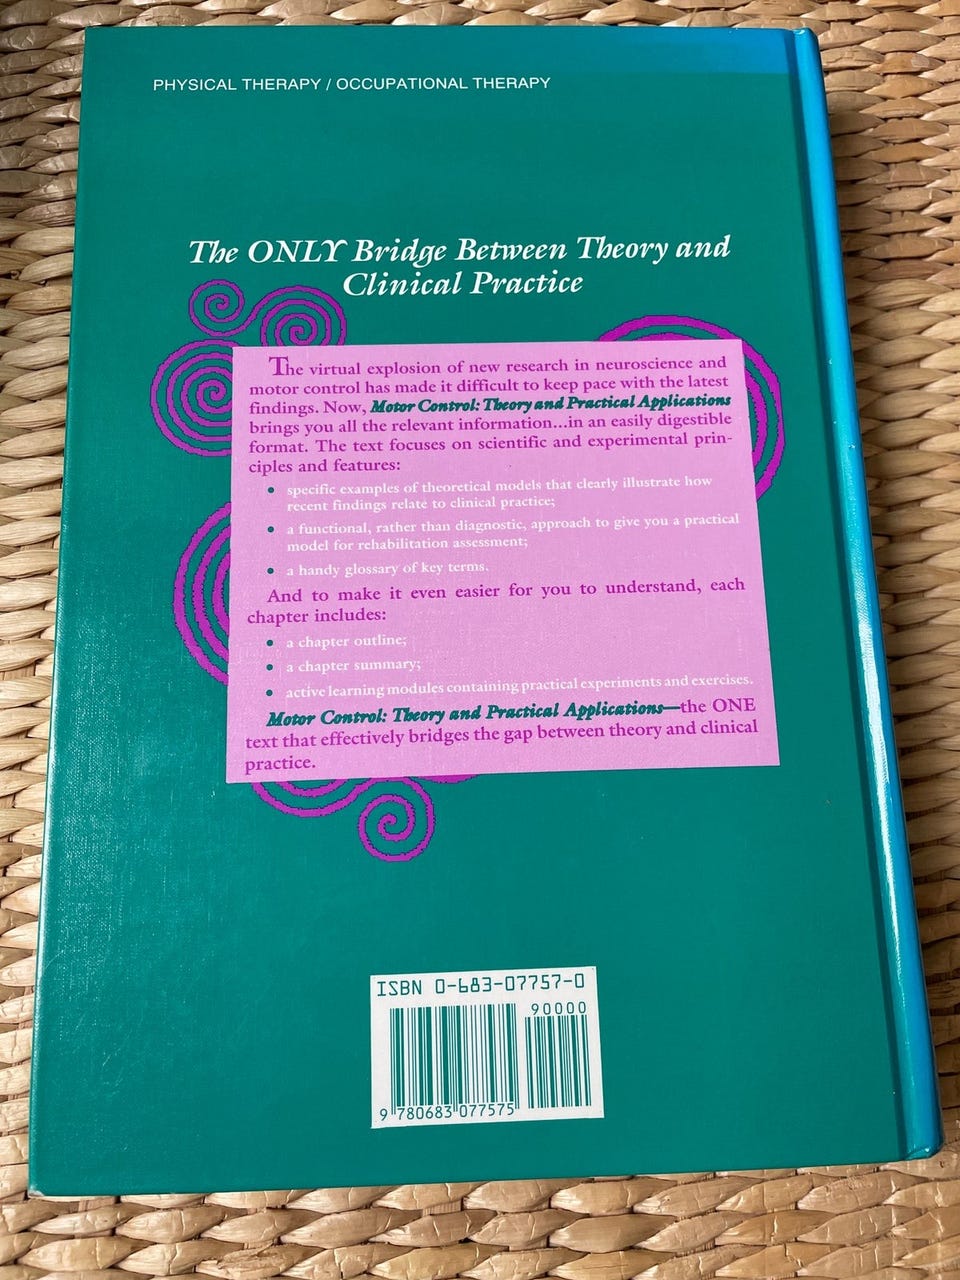 PHYSICAL THERAPY / OCCUPATIONAL THERAPY
The ONLY Bridge Between Theory and
Clinical Practice
The virtual explosion of new research in neuroscience and
motor control has made it difficult to keep pace with the latest
findings. Now, Motor Control: Theory and Practical Applications
brings you all the relevant information...in an easily digestible
format. The text focuses on scientific and experimental prin-
ciples and features:
• specific examples of theoretical models that clearly illustrate how
recent findings relate to clinical practice;
• a functional, rather than diagnostic, approach to give you a practical
model for rehabilitation assessment;
• a handy glossary of key terms.
And to make it even easier for you to understand, each
chapter includes:
• a chapter outline;
• a chapter summary;
• active learning modules containing practical experiments and exercises.
Motor Control: Theory and Practical Applications—the ONE
text that effectively bridges the gap between theory and clinical
practice.
ISBN 0-683-07757-0
90000
9 780683 077575